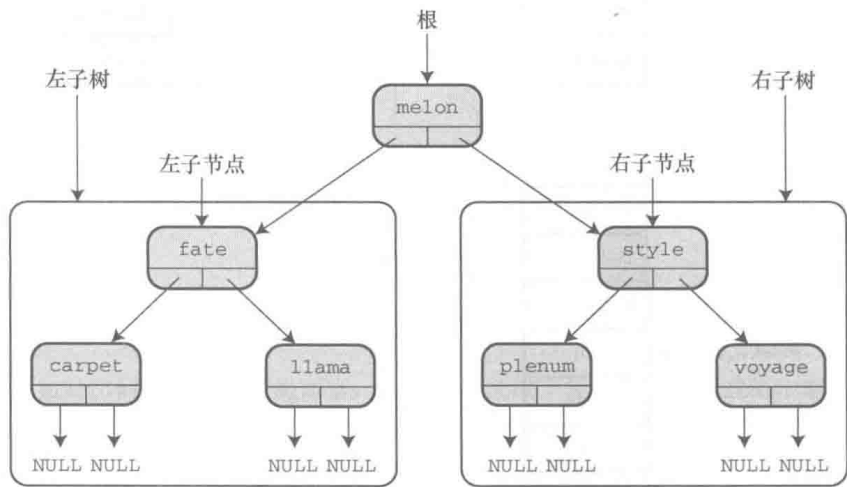 根
左子树
右子树
melon
左子节点
右子节点
fate
style
carpet
llama
plenum
voyage
NULL NULL
NULL NULL
NULL NULL
NULL NULL